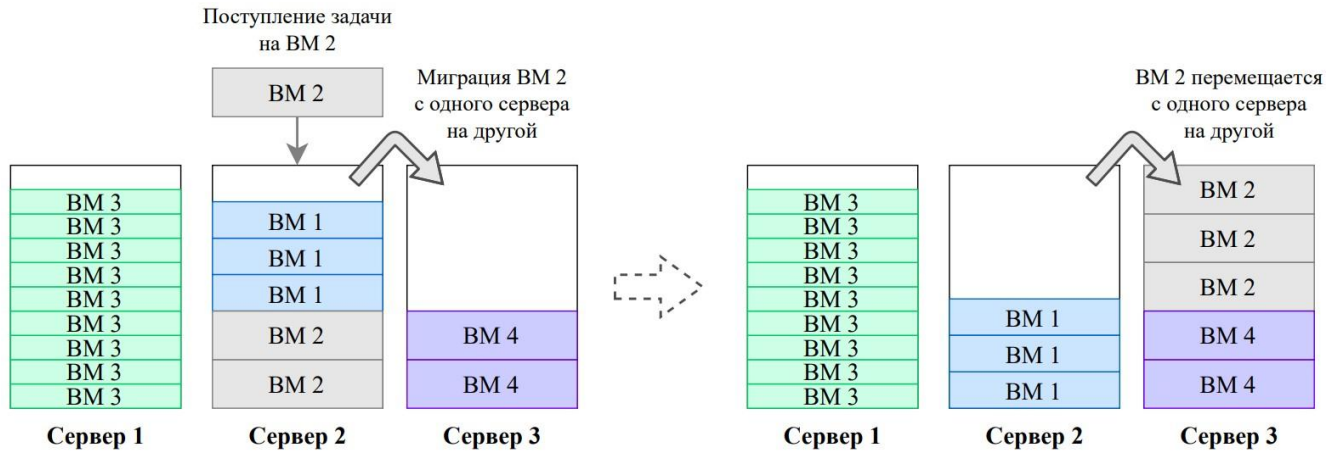 Поступление задачи
на ВМ 2
ВМ 2
Миграция ВМ 2
с одного сервера
на другой
ВМ 3
ВМ 3
ВМ 3
ВМ 3
ВМ 3
ВМ 3
ВМ 3
ВМ 3
ВМ 3
Сервер 1
ВМ 1
ВМ 1
ВМ 1
ВМ 2
ВМ 2
Сервер 2
ВМ 4
ВМ 4
Сервер 3
ВМ 2 перемещается
с одного сервера
на другой
ВМ 3
ВМ 3
ВМ 3
ВМ 3
ВМ 3
ВМ 3
ВМ 3
ВМ 3
ВМ 3
Сервер 1
ВМ 1
ВМ 1
ВМ 1
Сервер 2
ВМ 2
ВМ 2
ВМ 2
ВМ 4
ВМ 4
Сервер 3